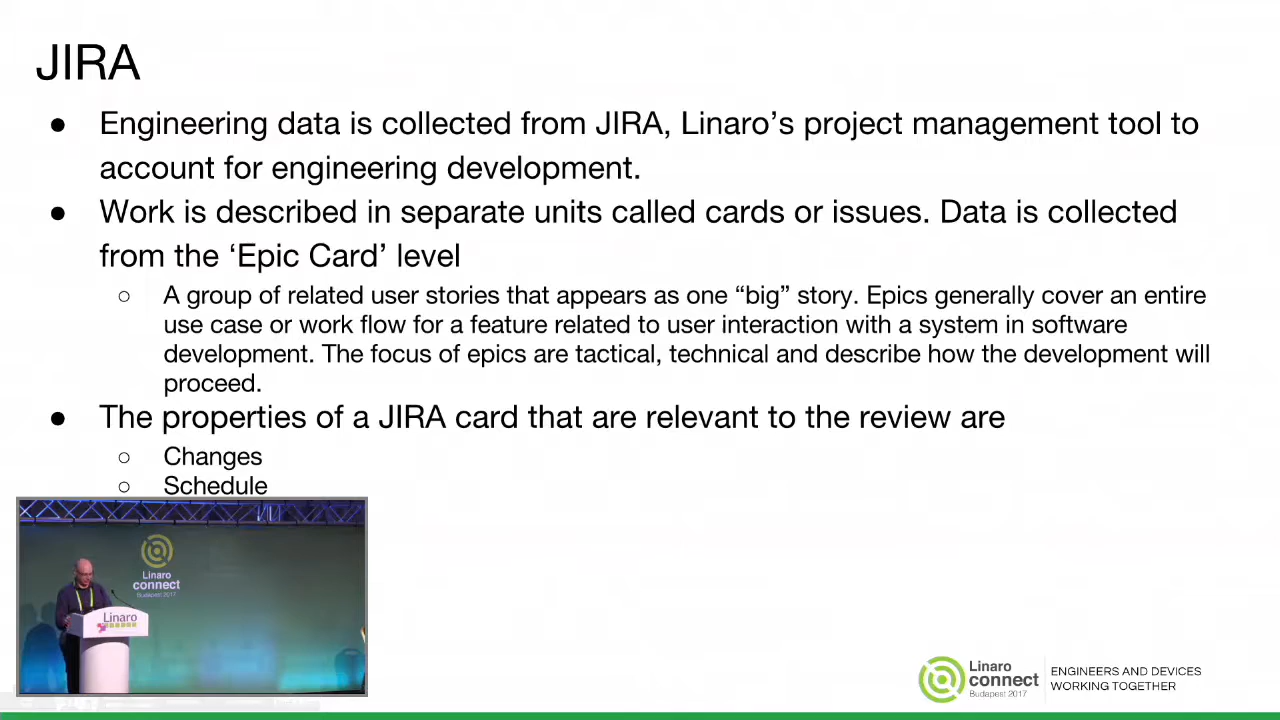 JIRA
● Engineering data is collected from JIRA, Linaro’s project management tool to
account for engineering development.
● Work is described in separate units called cards or issues. Data is collected
from the ‘Epic Card’ level
○ A group of related user stories that appears as one “big” story. Epics generally cover an entire
use case or work flow for a feature related to user interaction with a system in software
development. The focus of epics are tactical, technical and describe how the development will
proceed.
● The properties of a JIRA card that are relevant to the review are
○ Changes
○ Schedule
Linaro
connect
Budapest 2017
Linaro
Linaro
connect
Budapest 2017
ENGINEERS AND DEVICES
WORKING TOGETHER